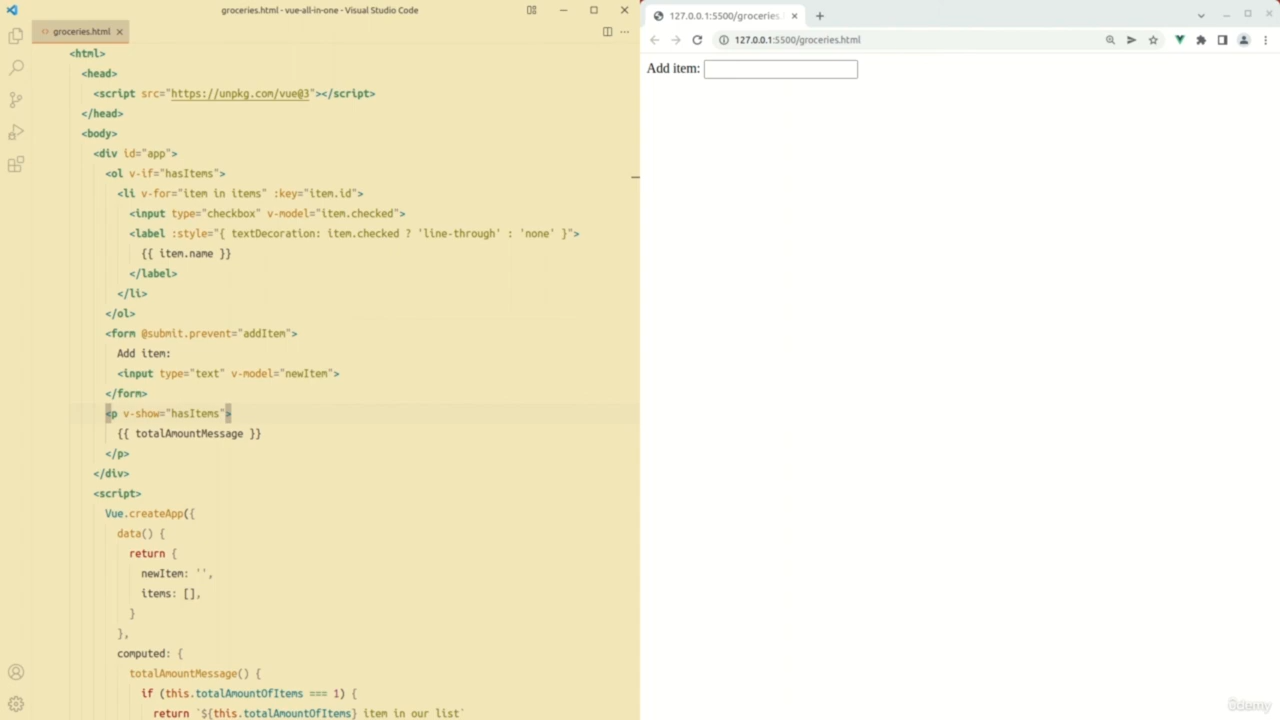 groceries.html - vue-all-in-one - Visual Studio Code
groceries.html
<html>
<head>
<script src="https://unpkg.com/vue@3"></script>
</head>
<body>
<div id="app">
<ol v-if="hasItems">
<li v-for="item in items" :key="item.id">
<input type="checkbox" v-model="item.checked">
<label :style="{ textDecoration: item.checked ? 'line-through' : 'none' }">
{{ item.name }}
</label>
</li>
</ol>
<form @submit.prevent="addItem">
Add item:
<input type="text" v-model="newItem">
</form>
<p v-show="hasItems">
{{ totalAmountMessage }}
</p>
</div>
<script>
Vue.createApp({
data() {
return {
newItem: '',
items: [],
}
},
computed: {
totalAmountMessage() {
if (this.totalAmountOfItems === 1) {
return `${this.totalAmountOfItems} item in our list`
127.0.0.1:5500/groceries.
127.0.0.1:5500/groceries.html
Add item:
ûdemy